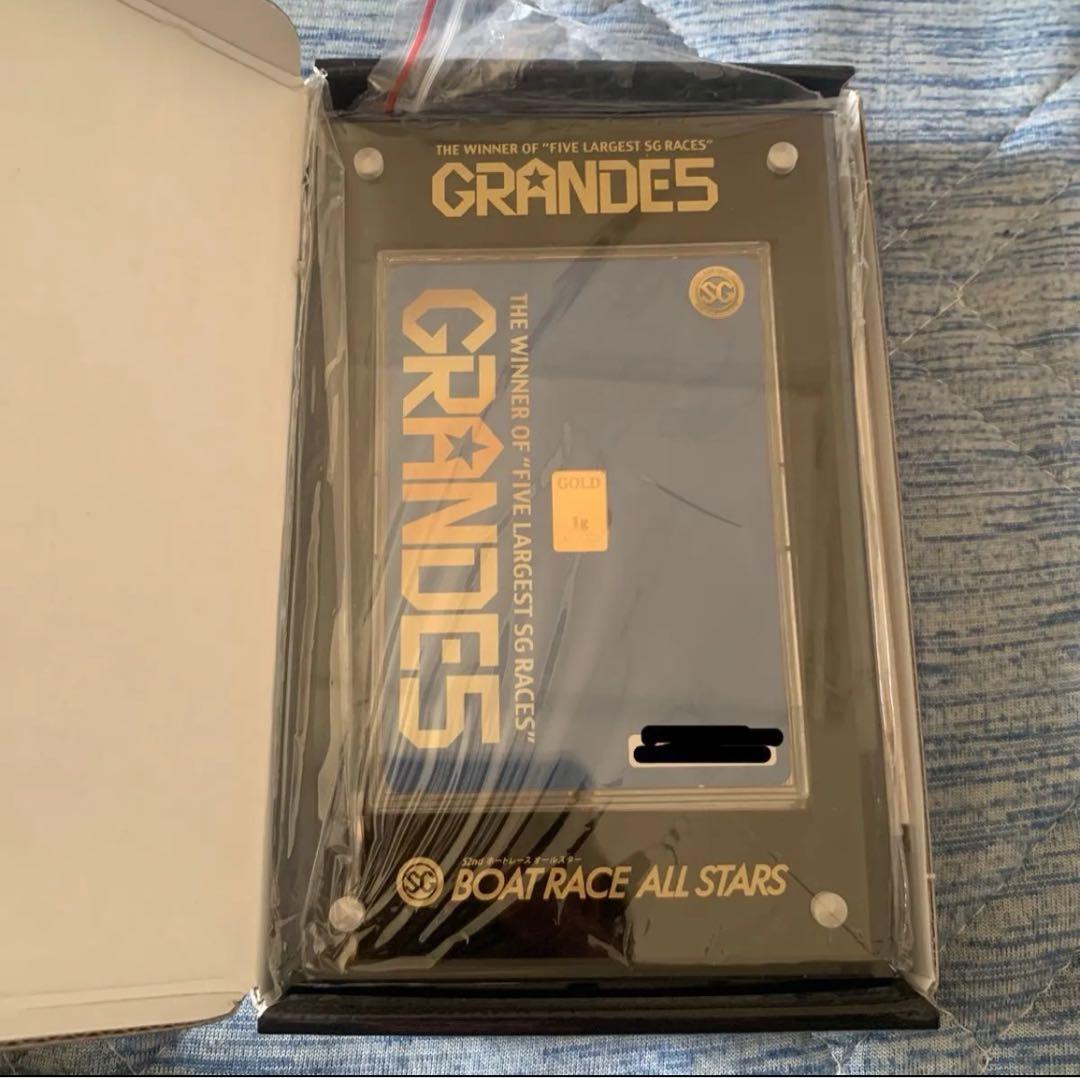 THE WINNER OF "FIVE LARGEST SG RACES"
GRANDE5
SG
THE WINNER OF "FIVE LARGEST SG RACES"
GRANDE5
GOLD
1g
52nd ボートレース オールスター
SG BOATRACE ALL STARS